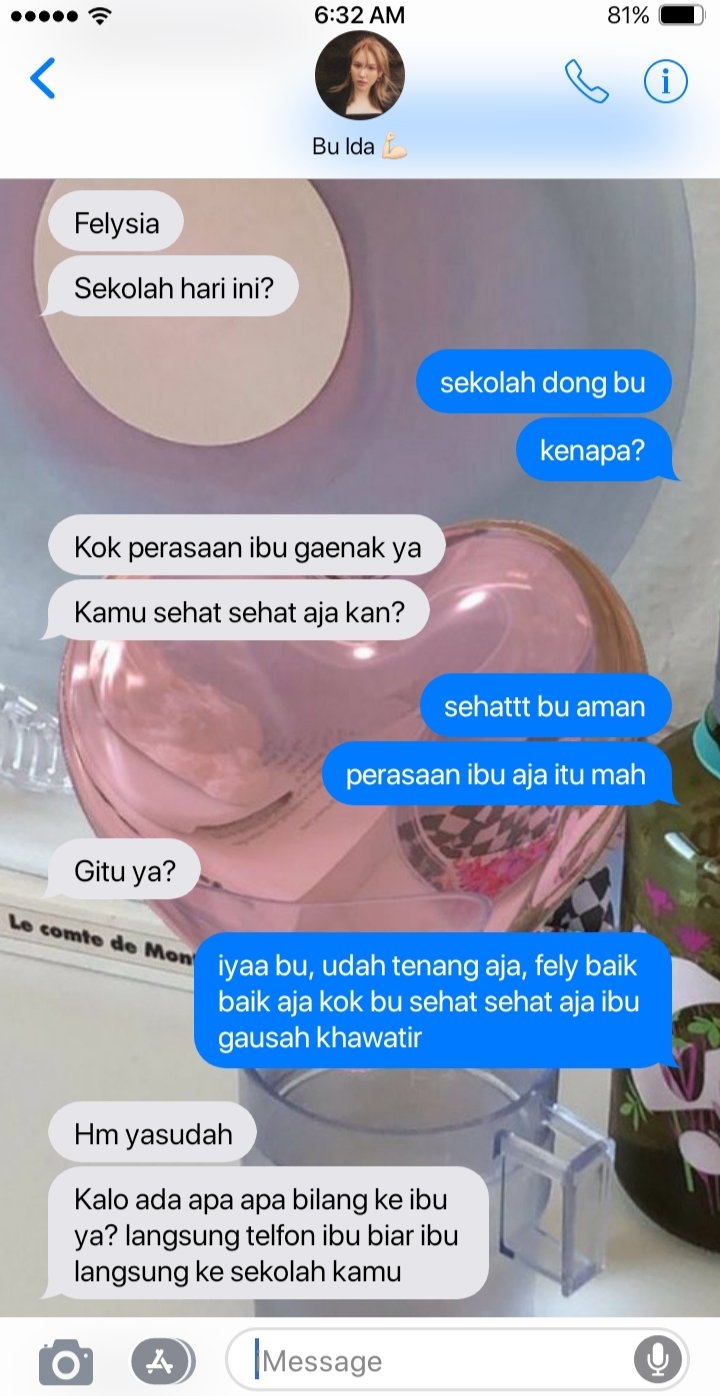 6:32 AM
81%
Bu Ida 💪🏻
Felysia
Sekolah hari ini?
sekolah dong bu
kenapa?
Kok perasaan ibu gaenak ya
Kamu sehat sehat aja kan?
sehattt bu aman
perasaan ibu aja itu mah
Gitu ya?
Le comte de Mon
iyaa bu, udah tenang aja, fely baik
baik aja kok bu sehat sehat aja ibu
gausah khawatir
Hm yasudah
Kalo ada apa apa bilang ke ibu
ya? langsung telfon ibu biar ibu
langsung ke sekolah kamu
Message